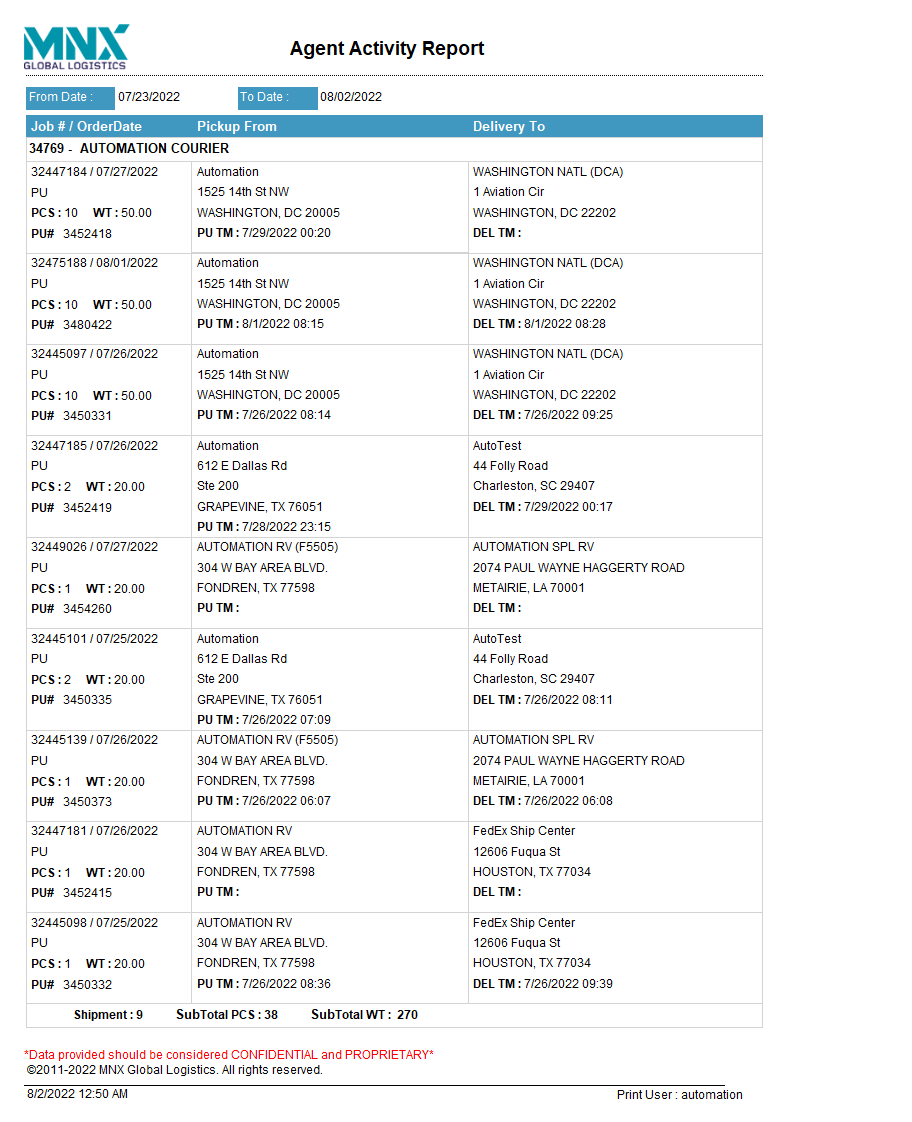 MNX
GLOBAL LOGISTICS
Agent Activity Report
From Date : 07/23/2022 To Date : 08/02/2022
Job # / OrderDate Pickup From Delivery To
34769 - AUTOMATION COURIER
32447184 / 07/27/2022 Automation WASHINGTON NATL (DCA)
PU 1525 14th St NW 1 Aviation Cir
PCS : 10 WT : 50.00 WASHINGTON, DC 20005 WASHINGTON, DC 22202
PU# 3452418 PU TM : 7/29/2022 00:20 DEL TM :
32475188 / 08/01/2022 Automation WASHINGTON NATL (DCA)
PU 1525 14th St NW 1 Aviation Cir
PCS : 10 WT : 50.00 WASHINGTON, DC 20005 WASHINGTON, DC 22202
PU# 3480422 PU TM : 8/1/2022 08:15 DEL TM : 8/1/2022 08:28
32445097 / 07/26/2022 Automation WASHINGTON NATL (DCA)
PU 1525 14th St NW 1 Aviation Cir
PCS : 10 WT : 50.00 WASHINGTON, DC 20005 WASHINGTON, DC 22202
PU# 3450331 PU TM : 7/26/2022 08:14 DEL TM : 7/26/2022 09:25
32447185 / 07/26/2022 Automation AutoTest
PU 612 E Dallas Rd 44 Folly Road
PCS : 2 WT : 20.00 Ste 200 Charleston, SC 29407
PU# 3452419 GRAPEVINE, TX 76051 DEL TM : 7/29/2022 00:17
PU TM : 7/28/2022 23:15
32449026 / 07/27/2022 AUTOMATION RV (F5505) AUTOMATION SPL RV
PU 304 W BAY AREA BLVD. 2074 PAUL WAYNE HAGGERTY ROAD
PCS : 1 WT : 20.00 FONDREN, TX 77598 METAIRIE, LA 70001
PU# 3454260 PU TM : DEL TM :
32445101 / 07/25/2022 Automation AutoTest
PU 612 E Dallas Rd 44 Folly Road
PCS : 2 WT : 20.00 Ste 200 Charleston, SC 29407
PU# 3450335 GRAPEVINE, TX 76051 DEL TM : 7/26/2022 08:11
PU TM : 7/26/2022 07:09
32445139 / 07/26/2022 AUTOMATION RV (F5505) AUTOMATION SPL RV
PU 304 W BAY AREA BLVD. 2074 PAUL WAYNE HAGGERTY ROAD
PCS : 1 WT : 20.00 FONDREN, TX 77598 METAIRIE, LA 70001
PU# 3450373 PU TM : 7/26/2022 06:07 DEL TM : 7/26/2022 06:08
32447181 / 07/26/2022 AUTOMATION RV FedEx Ship Center
PU 304 W BAY AREA BLVD. 12606 Fuqua St
PCS : 1 WT : 20.00 FONDREN, TX 77598 HOUSTON, TX 77034
PU# 3452415 PU TM : DEL TM :
32445098 / 07/25/2022 AUTOMATION RV FedEx Ship Center
PU 304 W BAY AREA BLVD. 12606 Fuqua St
PCS : 1 WT : 20.00 FONDREN, TX 77598 HOUSTON, TX 77034
PU# 3450332 PU TM : 7/26/2022 08:36 DEL TM : 7/26/2022 09:39
Shipment : 9 SubTotal PCS : 38 SubTotal WT : 270
*Data provided should be considered CONFIDENTIAL and PROPRIETARY*
©2011-2022 MNX Global Logistics. All rights reserved.
8/2/2022 12:50 AM Print User : automation